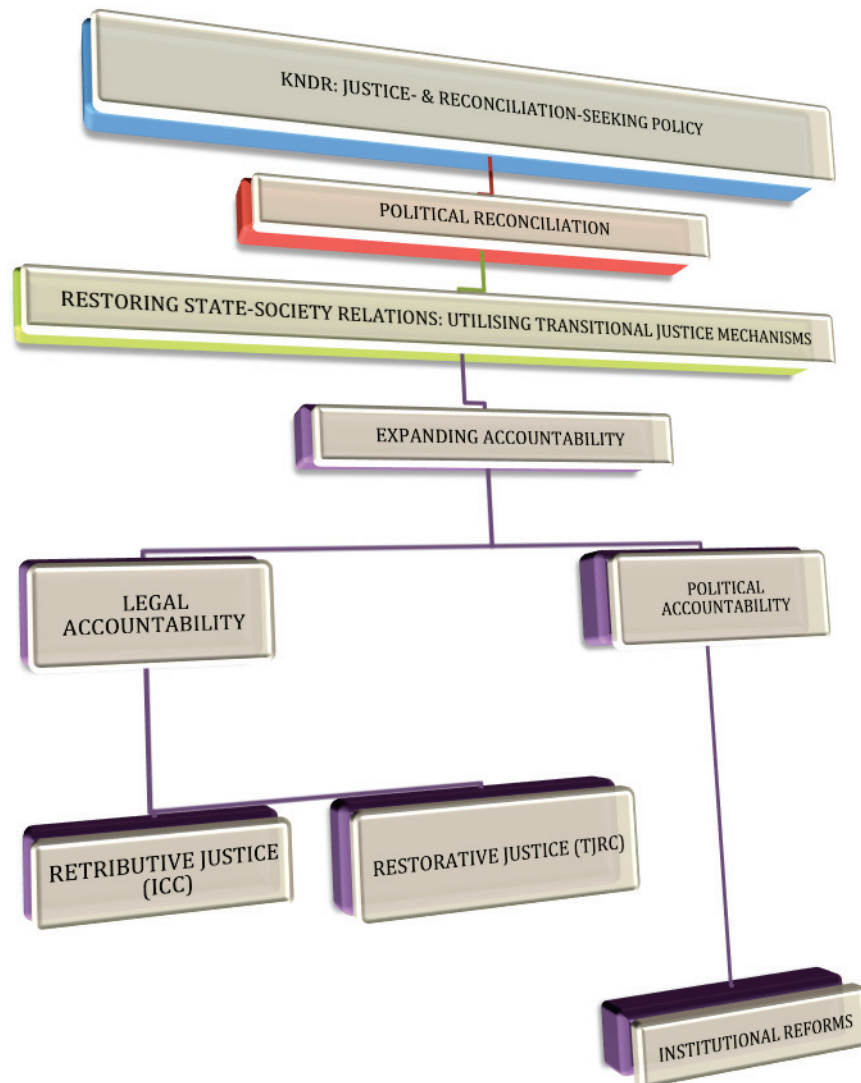 KNDR: JUSTICE- & RECONCILIATION-SEEKING POLICY
POLITICAL RECONCILIATION
RESTORING STATE-SOCIETY RELATIONS: UTILISING TRANSITIONAL JUSTICE MECHANISMS
EXPANDING ACCOUNTABILITY
LEGAL
ACCOUNTABILITY
POLITICAL
ACCOUNTABILITY
RETRIBUTIVE JUSTICE
(ICC)
RESTORATIVE JUSTICE (TJRC)
INSTITUTIONAL REFORMS